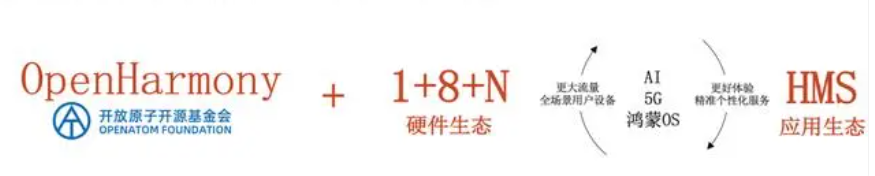 OpenHarmony
开放原子开源基金会
OPENATOM FOUNDATION
+
1+8+N
硬件生态
更大流量
全场景用户设备
AI
5G
鸿蒙OS
更好体验
精准个性化服务
HMS
应用生态